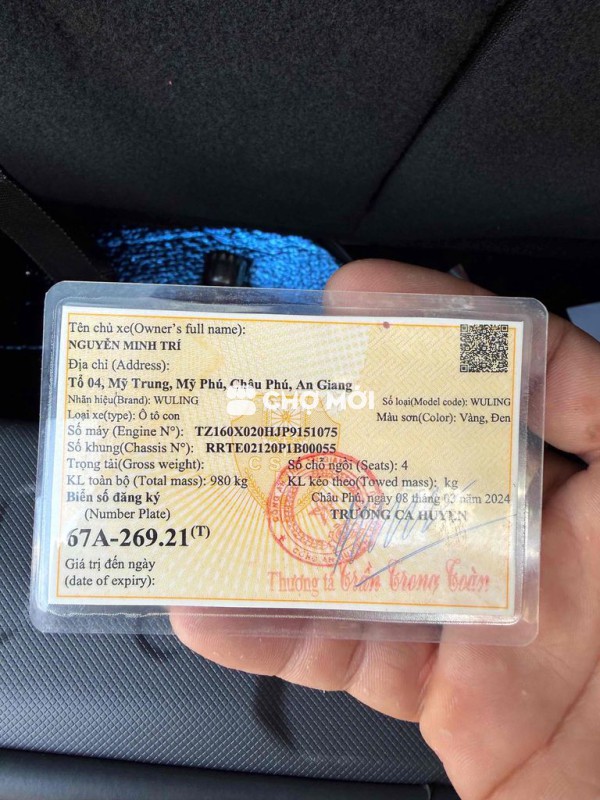 Tên chủ xe(Owner's full name):
NGUYỄN MINH TRÍ
Địa chỉ (Address):
Tổ 04, Mỹ Trung, Mỹ Phú, Châu Phú, An Giang
CHỢ MỚI
Nhãn hiệu(Brand): WULING Số loại(Model code): WULING
Loại xe(type): Ô tô con Màu sơn(Color): Vàng, Đen
Số máy (Engine N°): TZ160X020HJP9151075
Số khung(Chassis N°): RRTE02120P1B00055
Trọng tải(Gross weight): Số chỗ ngồi (Seats): 4
KL toàn bộ (Total mass): 980 kg KL kéo theo(Towed mass): kg
Biển số đăng ký Châu Phú, ngày 08 tháng 03 năm 2024
(Number Plate) TRƯỞNG CA HUYỆN
67A-269.21(T)
Giá trị đến ngày
(date of expiry):
Thượng tá Trần Trọng Toàn